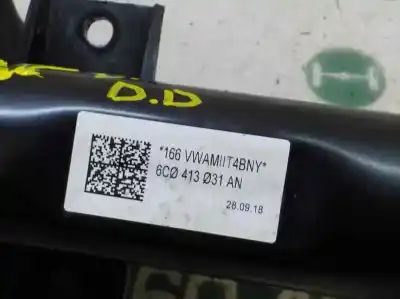 D.D
*166 VWAMIIT4BNY*
6CØ 413 Ø31 AN
28.09.18